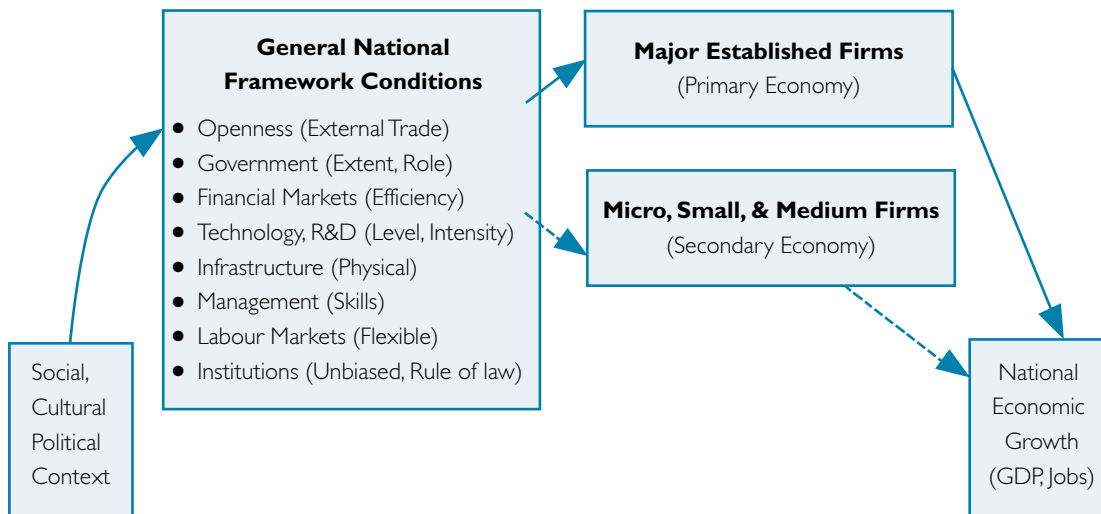 General National
Framework Conditions
● Openness (External Trade)
● Government (Extent, Role)
● Financial Markets (Efficiency)
● Technology, R&D (Level, Intensity)
● Infrastructure (Physical)
● Management (Skills)
● Labour Markets (Flexible)
● Institutions (Unbiased, Rule of law)
Major Established Firms
(Primary Economy)
Micro, Small, & Medium Firms
(Secondary Economy)
Social,
Cultural
Political
Context
National
Economic
Growth
(GDP, Jobs)